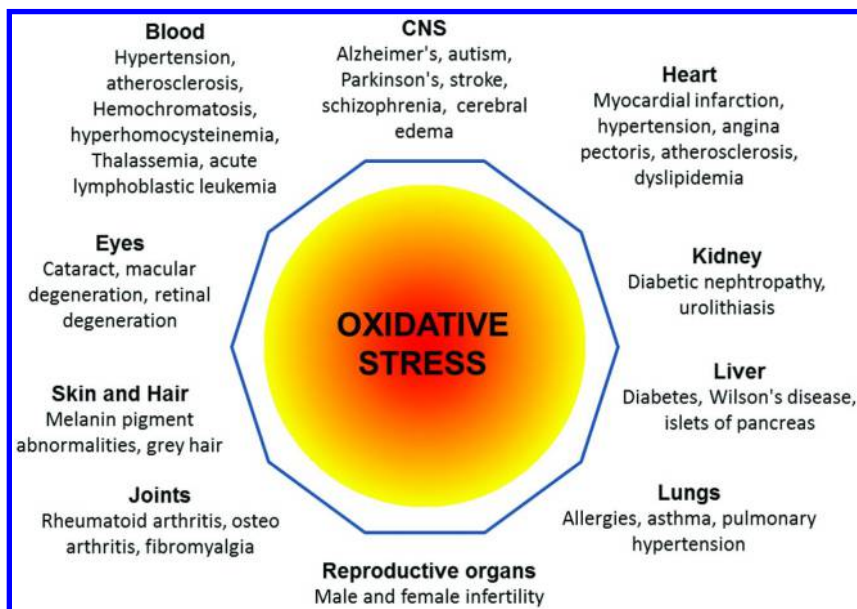 Blood
Hypertension,
atherosclerosis,
Hemochromatosis,
hyperhomocysteinemia,
Thalassemia, acute
lymphoblastic leukemia
CNS
Alzheimer's, autism,
Parkinson's, stroke,
schizophrenia, cerebral
edema
Heart
Myocardial infarction,
hypertension, angina
pectoris, atherosclerosis,
dyslipidemia
Eyes
Cataract, macular
degeneration, retinal
degeneration
OXIDATIVE
STRESS
Kidney
Diabetic nephtropathy,
urolithiasis
Skin and Hair
Melanin pigment
abnormalities, grey hair
Liver
Diabetes, Wilson's disease,
islets of pancreas
Joints
Rheumatoid arthritis, osteo
arthritis, fibromyalgia
Lungs
Allergies, asthma, pulmonary
hypertension
Reproductive organs
Male and female infertility